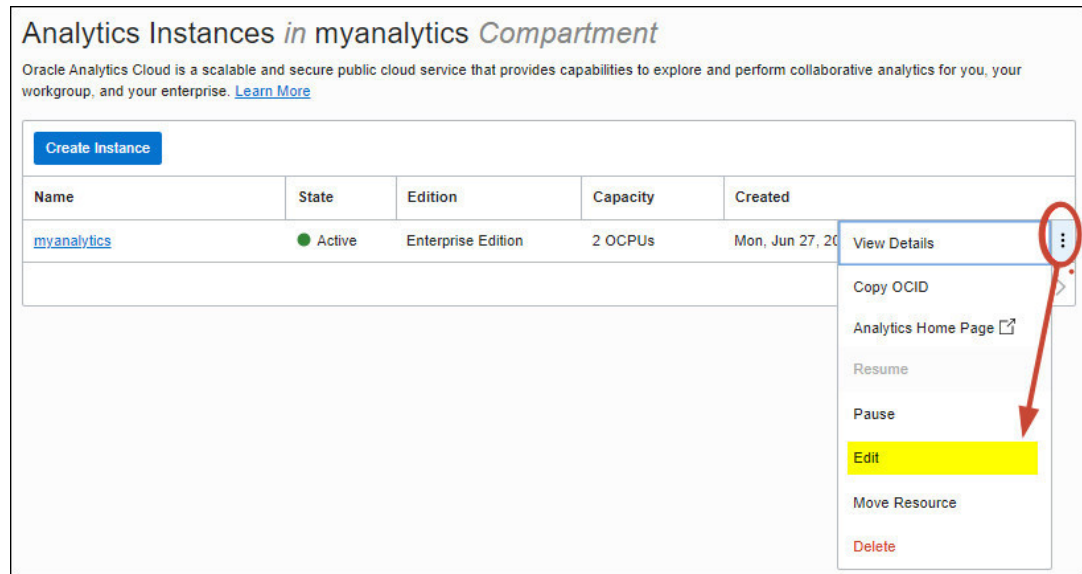 Analytics Instances in myanalytics Compartment
Oracle Analytics Cloud is a scalable and secure public cloud service that provides capabilities to explore and perform collaborative analytics for you, your
workgroup, and your enterprise. Learn More
Create Instance
Name State Edition Capacity Created
myanalytics Active Enterprise Edition 2 OCPUs Mon, Jun 27, 20
View Details
Copy OCID
Analytics Home Page
Resume
Pause
Edit
Move Resource
Delete